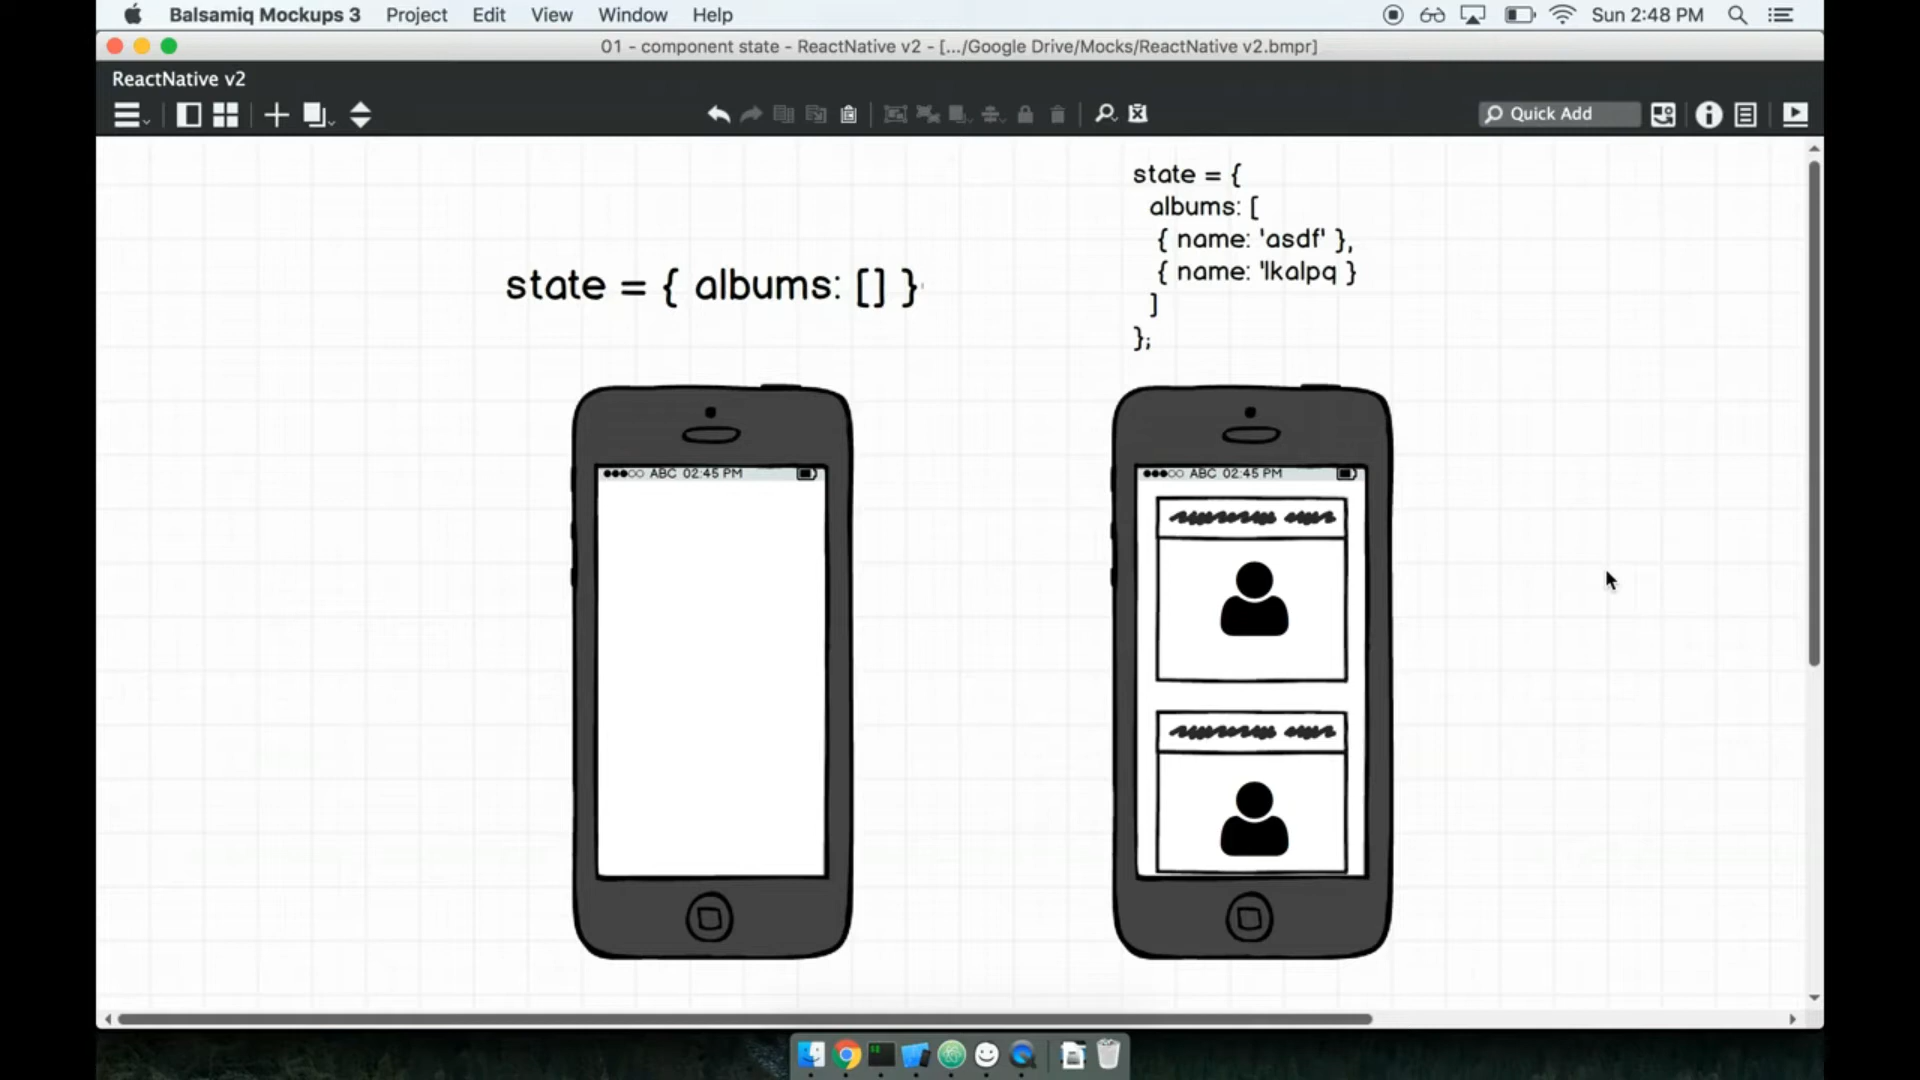 Balsamiq Mockups 3 Project Edit View Window Help Sun 2:48 PM
01 - component state - ReactNative v2 - [.../Google Drive/Mocks/ReactNative v2.bmpr]
ReactNative v2
Quick Add
state = { albums: [] }
state = {
albums: [
{ name: 'asdf' },
{ name: 'lkalpq }
]
};
ABC 02:45 PM
ABC 02:45 PM